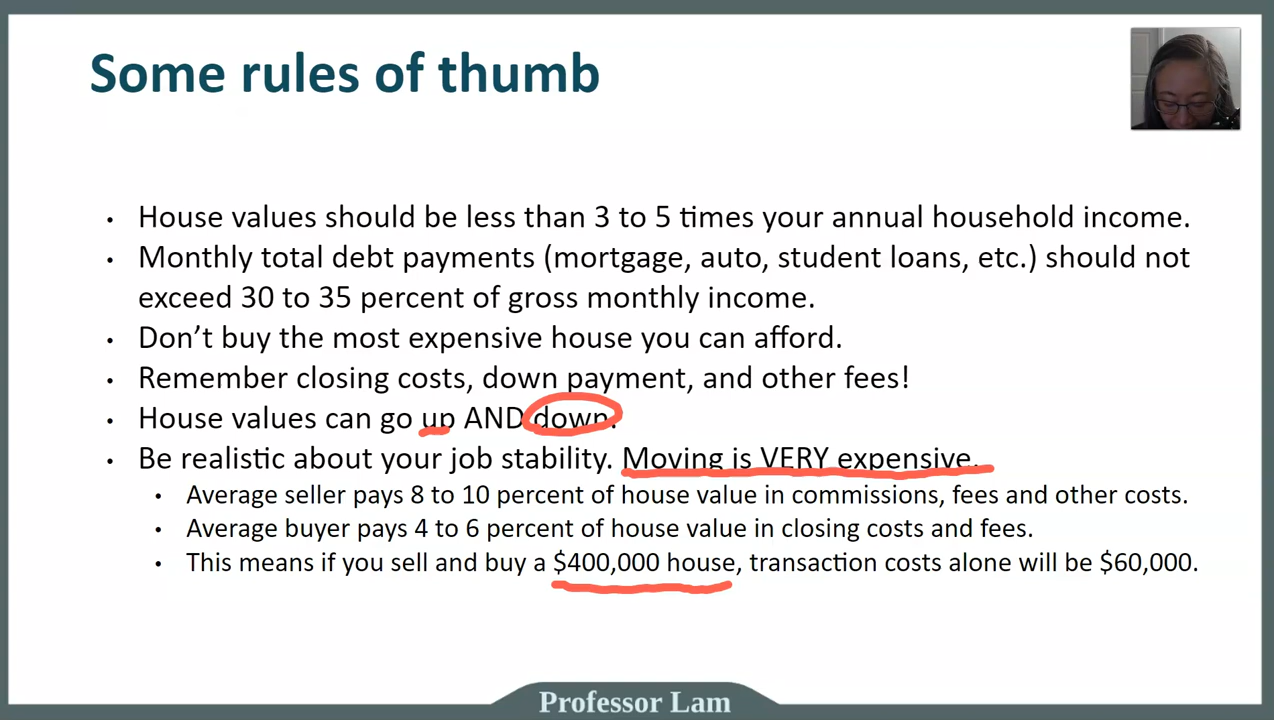 Some rules of thumb
• House values should be less than 3 to 5 times your annual household income.
• Monthly total debt payments (mortgage, auto, student loans, etc.) should not
exceed 30 to 35 percent of gross monthly income.
• Don’t buy the most expensive house you can afford.
• Remember closing costs, down payment, and other fees!
• House values can go up AND down.
• Be realistic about your job stability. Moving is VERY expensive.
• Average seller pays 8 to 10 percent of house value in commissions, fees and other costs.
• Average buyer pays 4 to 6 percent of house value in closing costs and fees.
• This means if you sell and buy a $400,000 house, transaction costs alone will be $60,000.
Professor Lam